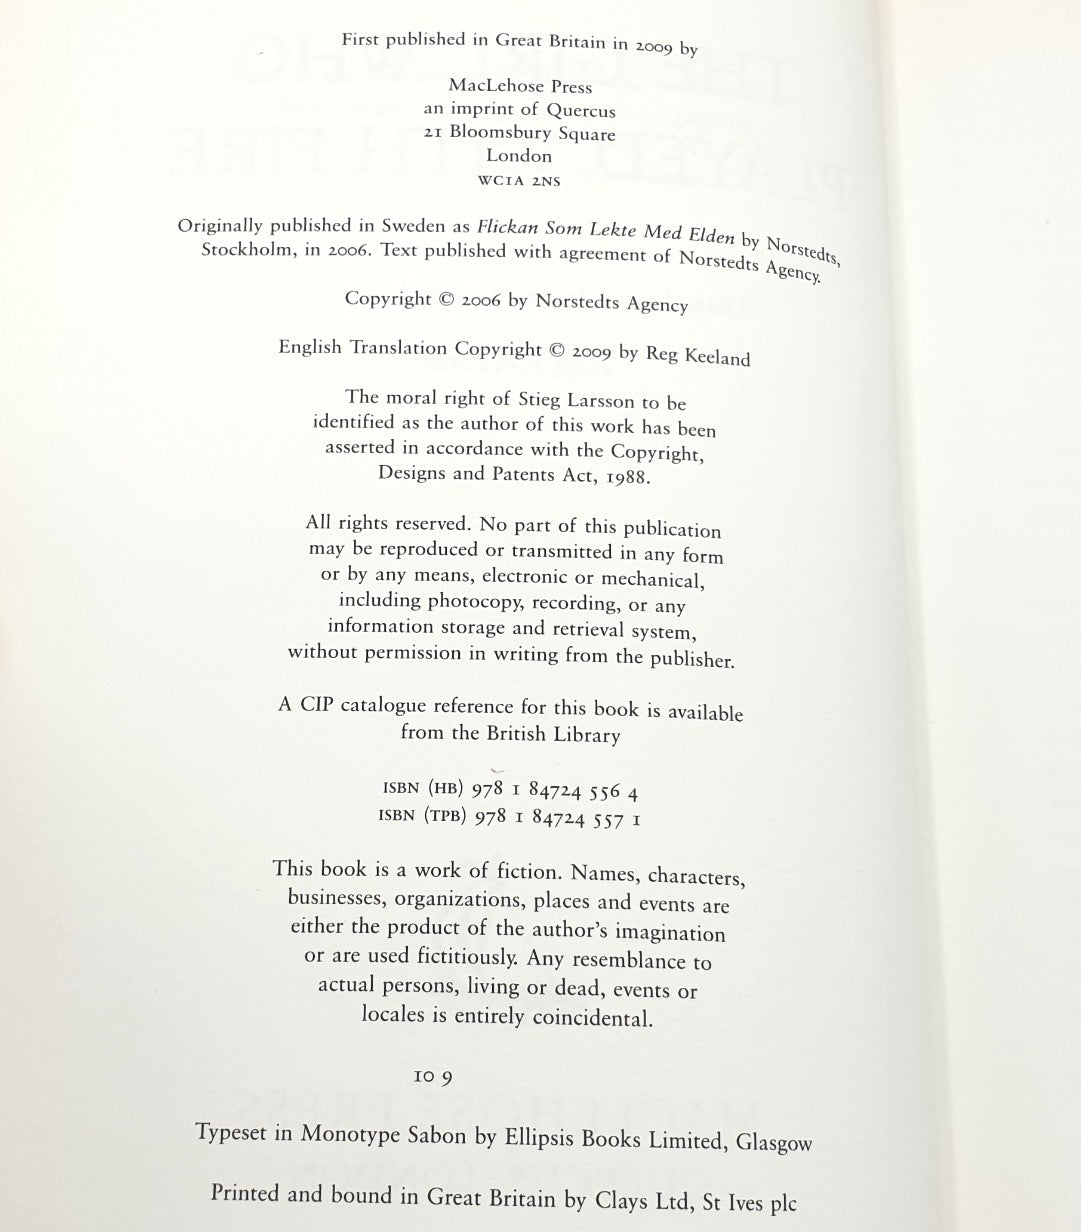 First published in Great Britain in 2009 by
MacLehose Press
an imprint of Quercus
21 Bloomsbury Square
London
WC1A 2NS
Originally published in Sweden as Flickan Som Lekte Med Elden by Norstedts,
Stockholm, in 2006. Text published with agreement of Norstedts Agency.
Copyright © 2006 by Norstedts Agency
English Translation Copyright © 2009 by Reg Keeland
The moral right of Stieg Larsson to be
identified as the author of this work has been
asserted in accordance with the Copyright,
Designs and Patents Act, 1988.
All rights reserved. No part of this publication
may be reproduced or transmitted in any form
or by any means, electronic or mechanical,
including photocopy, recording, or any
information storage and retrieval system,
without permission in writing from the publisher.
A CIP catalogue reference for this book is available
from the British Library
ISBN (HB) 978 1 84724 556 4
ISBN (TPB) 978 1 84724 557 1
This book is a work of fiction. Names, characters,
businesses, organizations, places and events are
either the product of the author's imagination
or are used fictitiously. Any resemblance to
actual persons, living or dead, events or
locales is entirely coincidental.
10 9
Typeset in Monotype Sabon by Ellipsis Books Limited, Glasgow
Printed and bound in Great Britain by Clays Ltd, St Ives plc